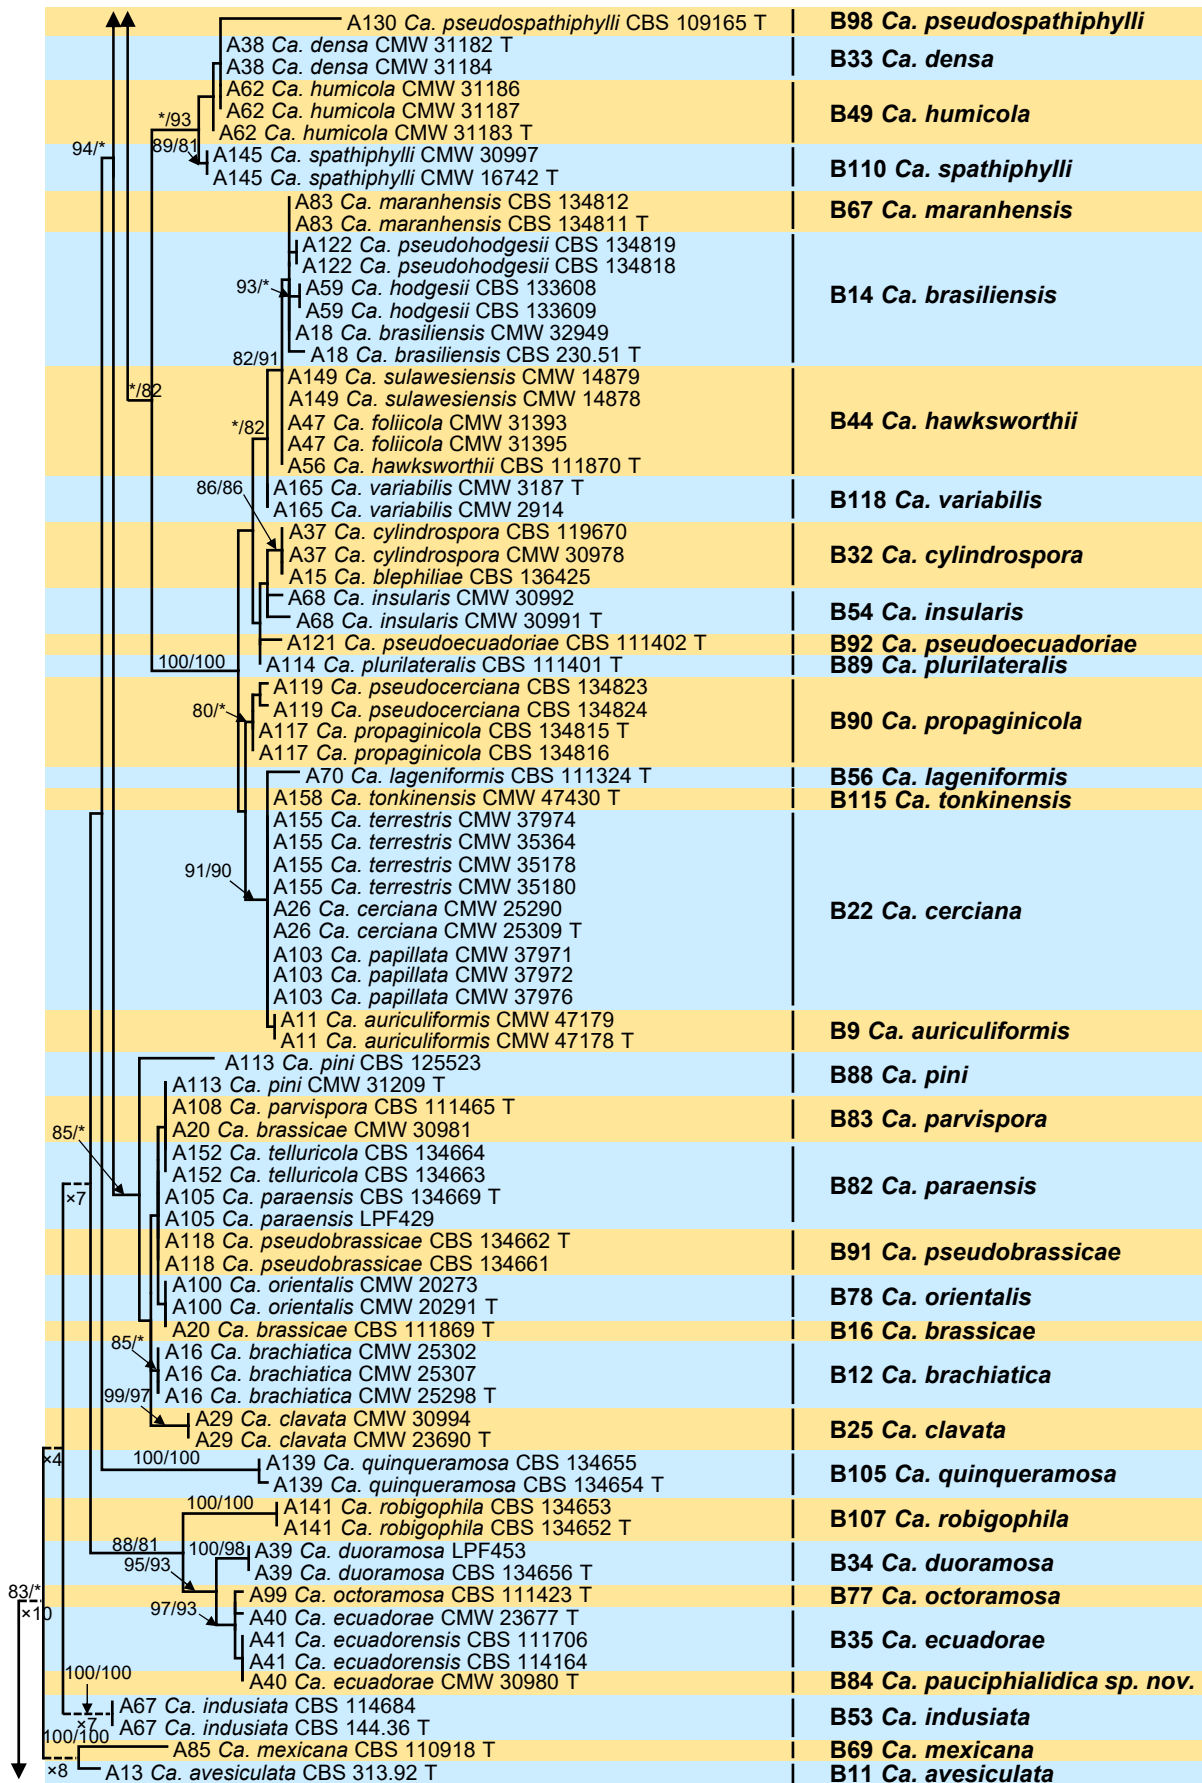 A130 Ca. pseudospathiphylli CBS 109165 T
B98 Ca. pseudospathiphylli
A38 Ca. densa CMW 31182 T
A38 Ca. densa CMW 31184
B33 Ca. densa
A62 Ca. humicola CMW 31186
A62 Ca. humicola CMW 31187
A62 Ca. humicola CMW 31183 T
B49 Ca. humicola
*/93
89/81
94/*
A145 Ca. spathiphylli CMW 30997
A145 Ca. spathiphylli CMW 16742 T
B110 Ca. spathiphylli
A83 Ca. maranhensis CBS 134812
A83 Ca. maranhensis CBS 134811 T
B67 Ca. maranhensis
A122 Ca. pseudohodgesii CBS 134819
A122 Ca. pseudohodgesii CBS 134818
93/*
A59 Ca. hodgesii CBS 133608
A59 Ca. hodgesii CBS 133609
A18 Ca. brasiliensis CMW 32949
A18 Ca. brasiliensis CBS 230.51 T
B14 Ca. brasiliensis
82/91
*/82
A149 Ca. sulawesiensis CMW 14879
A149 Ca. sulawesiensis CMW 14878
A47 Ca. foliicola CMW 31393
A47 Ca. foliicola CMW 31395
A56 Ca. hawksworthii CBS 111870 T
B44 Ca. hawksworthii
*/82
A165 Ca. variabilis CMW 3187 T
A165 Ca. variabilis CMW 2914
B118 Ca. variabilis
86/86
A37 Ca. cylindrospora CBS 119670
A37 Ca. cylindrospora CMW 30978
A15 Ca. blephiliae CBS 136425
B32 Ca. cylindrospora
A68 Ca. insularis CMW 30992
A68 Ca. insularis CMW 30991 T
B54 Ca. insularis
A121 Ca. pseudoecuadoriae CBS 111402 T
B92 Ca. pseudoecuadoriae
100/100
A114 Ca. plurilateralis CBS 111401 T
B89 Ca. plurilateralis
A119 Ca. pseudocerciana CBS 134823
A119 Ca. pseudocerciana CBS 134824
80/*
A117 Ca. propaginicola CBS 134815 T
A117 Ca. propaginicola CBS 134816
B90 Ca. propaginicola
A70 Ca. lageniformis CBS 111324 T
B56 Ca. lageniformis
A158 Ca. tonkinensis CMW 47430 T
B115 Ca. tonkinensis
A155 Ca. terrestris CMW 37974
A155 Ca. terrestris CMW 35364
A155 Ca. terrestris CMW 35178
A155 Ca. terrestris CMW 35180
91/90
A26 Ca. cerciana CMW 25290
A26 Ca. cerciana CMW 25309 T
A103 Ca. papillata CMW 37971
A103 Ca. papillata CMW 37972
A103 Ca. papillata CMW 37976
B22 Ca. cerciana
A11 Ca. auriculiformis CMW 47179
A11 Ca. auriculiformis CMW 47178 T
B9 Ca. auriculiformis
A113 Ca. pini CBS 125523
A113 Ca. pini CMW 31209 T
B88 Ca. pini
A108 Ca. parvispora CBS 111465 T
A20 Ca. brassicae CMW 30981
B83 Ca. parvispora
85/*
A152 Ca. telluricola CBS 134664
A152 Ca. telluricola CBS 134663
A105 Ca. paraensis CBS 134669 T
A105 Ca. paraensis LPF429
B82 Ca. paraensis
×7
A118 Ca. pseudobrassicae CBS 134662 T
A118 Ca. pseudobrassicae CBS 134661
B91 Ca. pseudobrassicae
A100 Ca. orientalis CMW 20273
A100 Ca. orientalis CMW 20291 T
B78 Ca. orientalis
A20 Ca. brassicae CBS 111869 T
B16 Ca. brassicae
85/*
A16 Ca. brachiatica CMW 25302
A16 Ca. brachiatica CMW 25307
A16 Ca. brachiatica CMW 25298 T
B12 Ca. brachiatica
99/97
A29 Ca. clavata CMW 30994
A29 Ca. clavata CMW 23690 T
B25 Ca. clavata
×4
100/100
A139 Ca. quinqueramosa CBS 134655
A139 Ca. quinqueramosa CBS 134654 T
B105 Ca. quinqueramosa
100/100
A141 Ca. robigophila CBS 134653
A141 Ca. robigophila CBS 134652 T
B107 Ca. robigophila
88/81
100/98
95/93
A39 Ca. duoramosa LPF453
A39 Ca. duoramosa CBS 134656 T
B34 Ca. duoramosa
83/*
×10
A99 Ca. octoramosa CBS 111423 T
B77 Ca. octoramosa
97/93
A40 Ca. ecuadorae CMW 23677 T
A41 Ca. ecuadorensis CBS 111706
A41 Ca. ecuadorensis CBS 114164
B35 Ca. ecuadorae
A40 Ca. ecuadorae CMW 30980 T
B84 Ca. pauciphialidica sp. nov.
100/100
×7
A67 Ca. indusiata CBS 114684
A67 Ca. indusiata CBS 144.36 T
B53 Ca. indusiata
100/100
×8
A85 Ca. mexicana CBS 110918 T
B69 Ca. mexicana
A13 Ca. avesiculata CBS 313.92 T
B11 Ca. avesiculata